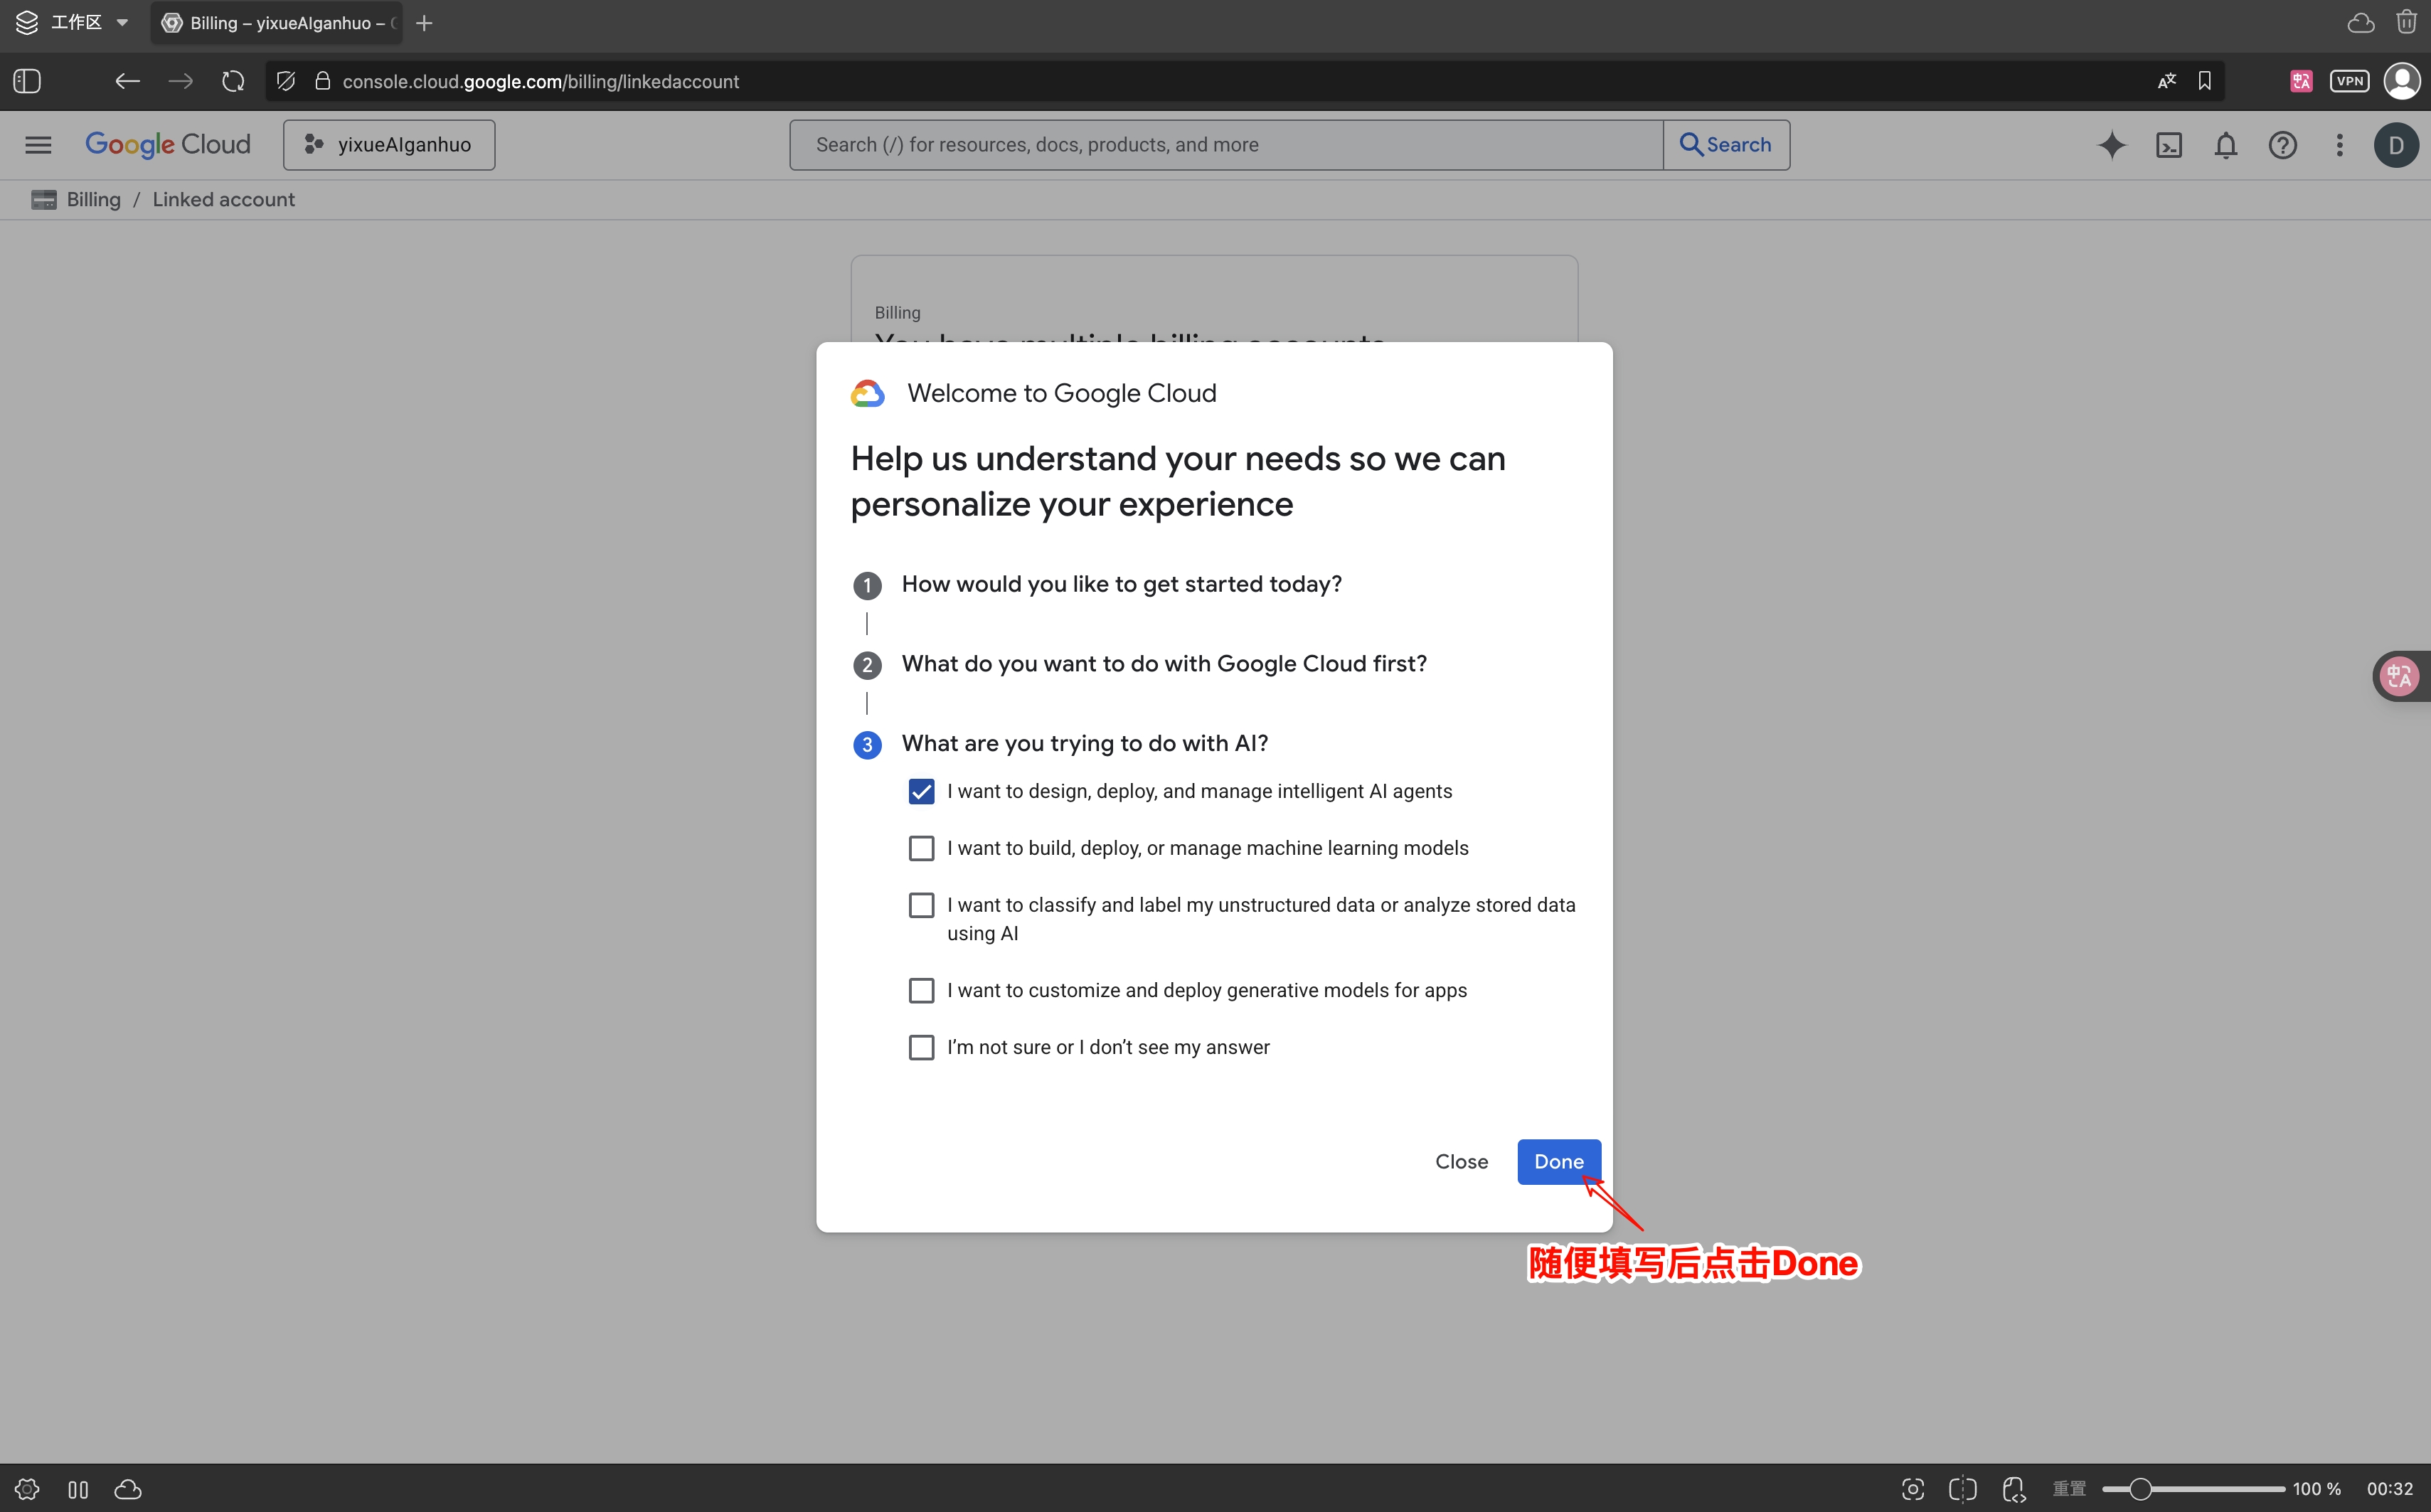 工作区
Billing – yixueAIganhuo –
console.cloud.google.com/billing/linkedaccount
VPN
Google Cloud
yixueAIganhuo
Search (/) for resources, docs, products, and more
Search
D
Billing / Linked account
Billing
You have multiple billing accounts
Welcome to Google Cloud
Help us understand your needs so we can
personalize your experience
1 How would you like to get started today?
2 What do you want to do with Google Cloud first?
3 What are you trying to do with AI?
I want to design, deploy, and manage intelligent AI agents
I want to build, deploy, or manage machine learning models
I want to classify and label my unstructured data or analyze stored data
using AI
I want to customize and deploy generative models for apps
I’m not sure or I don’t see my answer
Close
Done
随便填写后点击Done
重置
100 %
00:32